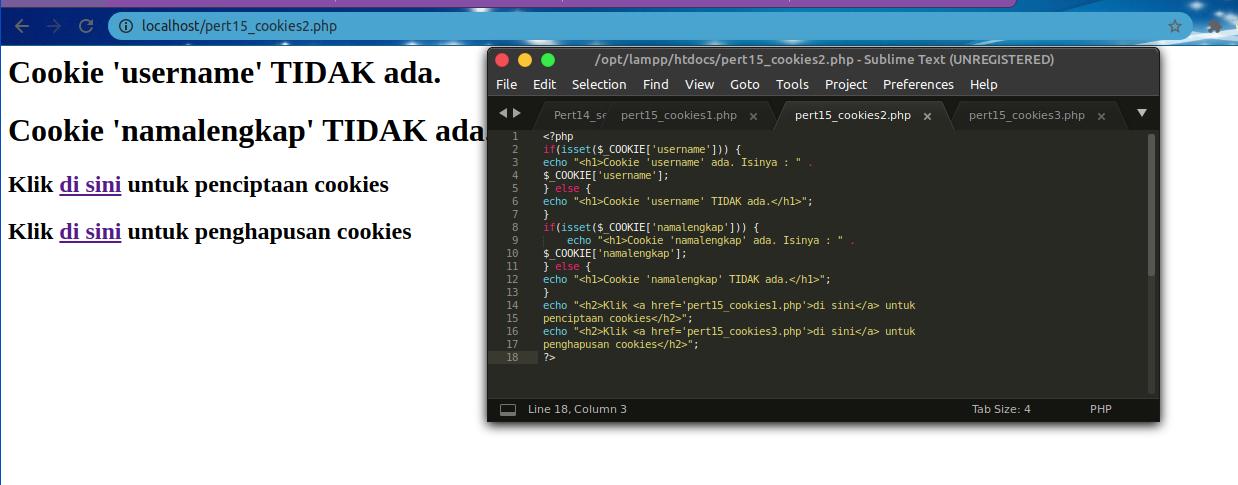 localhost/pert15_cookies2.php
Cookie 'username' TIDAK ada.
Cookie 'namalengkap' TIDAK ada.
Klik di sini untuk penciptaan cookies
Klik di sini untuk penghapusan cookies
/opt/lampp/htdocs/pert15_cookies2.php - Sublime Text (UNREGISTERED)
File Edit Selection Find View Goto Tools Project Preferences Help
Pert14_se pert15_cookies1.php × pert15_cookies2.php × pert15_cookies3.php ×
1 <?php
2 if(isset($_COOKIE['username'])) {
3 echo "<h1>Cookie 'username' ada. Isinya : " .
4 $_COOKIE['username'];
5 } else {
6 echo "<h1>Cookie 'username' TIDAK ada.</h1>";
7 }
8 if(isset($_COOKIE['namalengkap'])) {
9     echo "<h1>Cookie 'namalengkap' ada. Isinya : " .
10 $_COOKIE['namalengkap'];
11 } else {
12 echo "<h1>Cookie 'namalengkap' TIDAK ada.</h1>";
13 }
14 echo "<h2>Klik <a href='pert15_cookies1.php'>di sini</a> untuk
15 penciptaan cookies</h2>";
16 echo "<h2>Klik <a href='pert15_cookies3.php'>di sini</a> untuk
17 penghapusan cookies</h2>";
18 ?>
Line 18, Column 3 Tab Size: 4 PHP